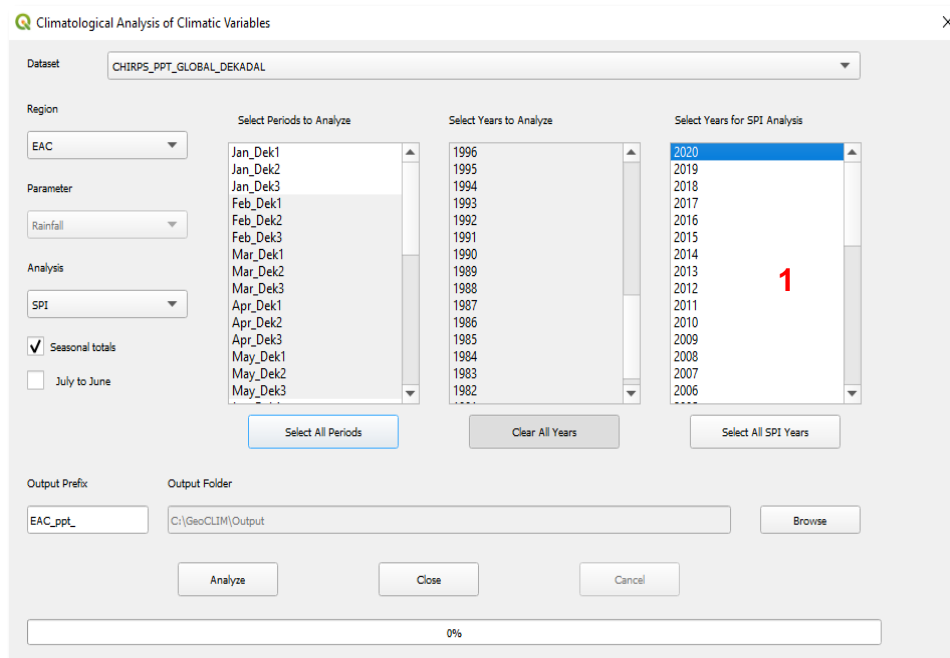 Climatological Analysis of Climatic Variables
Dataset
CHIRPS_PPT_GLOBAL_DEKADAL
Region
EAC
Parameter
Rainfall
Analysis
SPI
Seasonal totals
July to June
Select Periods to Analyze
Jan_Dek1
Jan_Dek2
Jan_Dek3
Feb_Dek1
Feb_Dek2
Feb_Dek3
Mar_Dek1
Mar_Dek2
Mar_Dek3
Apr_Dek1
Apr_Dek2
Apr_Dek3
May_Dek1
May_Dek2
May_Dek3
Select All Periods
Select Years to Analyze
1996
1995
1994
1993
1992
1991
1990
1989
1988
1987
1986
1985
1984
1983
1982
Clear All Years
Select Years for SPI Analysis
2020
2019
2018
2017
2016
2015
2014
2013
2012
2011
2010
2009
2008
2007
2006
1
Select All SPI Years
Output Prefix
EAC_ppt_
Output Folder
C:\GeoCLIM\Output
Browse
Analyze
Close
Cancel
0%